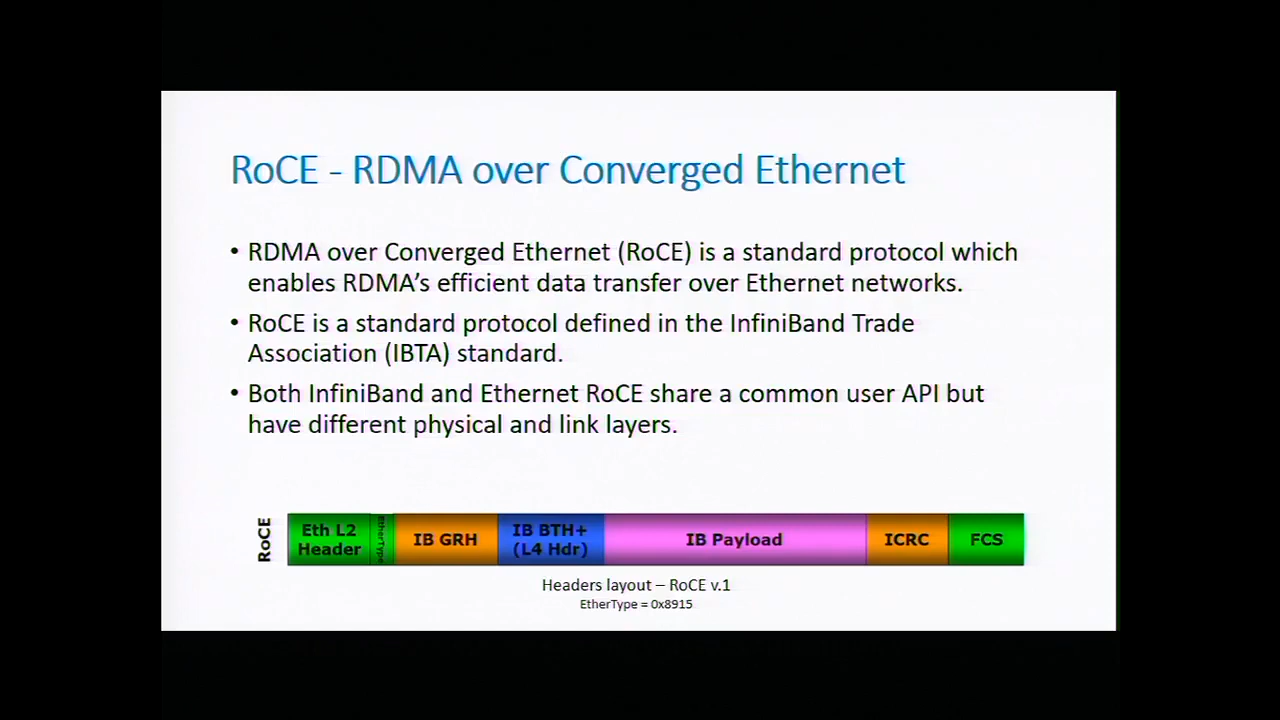 RoCE - RDMA over Converged Ethernet
• RDMA over Converged Ethernet (RoCE) is a standard protocol which
enables RDMA’s efficient data transfer over Ethernet networks.
• RoCE is a standard protocol defined in the InfiniBand Trade
Association (IBTA) standard.
• Both InfiniBand and Ethernet RoCE share a common user API but
have different physical and link layers.
RoCE
Eth L2
Header
EtherType
IB GRH
IB BTH+
(L4 Hdr)
IB Payload
ICRC
FCS
Headers layout – RoCE v.1
EtherType = 0x8915